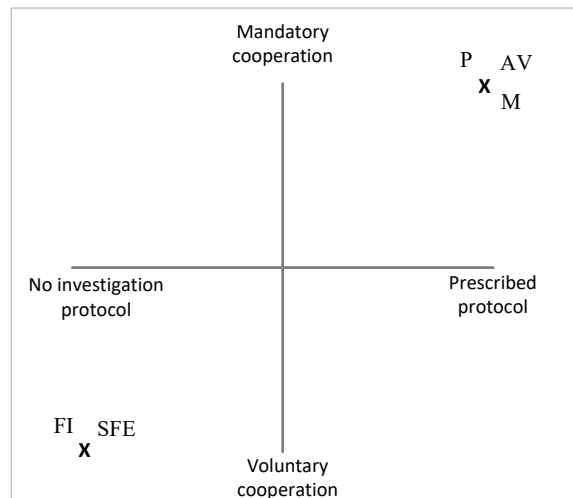 Mandatory
cooperation
P AV
X
M
No investigation
protocol
Prescribed
protocol
FI SFE
X
Voluntary
cooperation